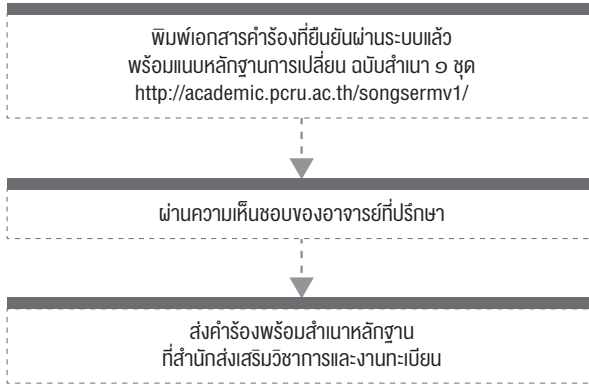 พิมพ์เอกสารคำร้องที่ยืนยันผ่านระบบแล้ว
พร้อมแนบหลักฐานการเปลี่ยน ฉบับสำเนา ๑ ชุด
http://academic.pcru.ac.th/songsermv1/
ผ่านความเห็นชอบของอาจารย์ที่ปรึกษา
ส่งคำร้องพร้อมสำเนาหลักฐาน
ที่สำนักส่งเสริมวิชาการและงานทะเบียน